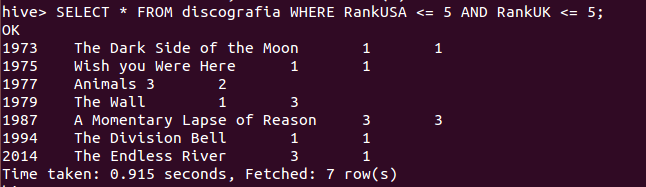 hive> SELECT * FROM discografia WHERE RankUSA <= 5 AND RankUK <= 5;
OK
1973 The Dark Side of the Moon 1 1
1975 Wish you Were Here 1 1
1977 Animals 3 2
1979 The Wall 1 3
1987 A Momentary Lapse of Reason 3 3
1994 The Division Bell 1 1
2014 The Endless River 3 1
Time taken: 0.915 seconds, Fetched: 7 row(s)